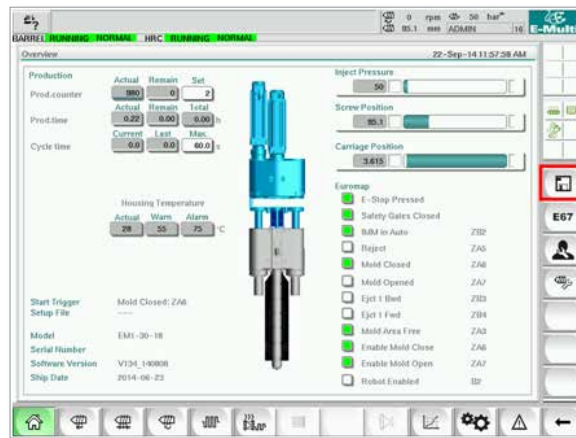 0 rpm 50 bar
BARREL RUNNING NORMAL HRC RUNNING NORMAL
85.1 mm ADMIN 16 E-Multi
Overview 22-Sep-14 11:57:58 AM
Production
Actual Remain Set
Prod.counter 980 0 2
Actual Remain Total
Prod.time 0.22 0.00 0.00 h
Current Last Max.
Cycle time 0.0 0.0 60.0 s
Housing Temperature
Actual Warn Alarm
28 55 75 °C
Start Trigger Mold Closed: ZA6
Setup File ---
Model EM1-30-18
Serial Number
Software Version V134_140808
Ship Date 2014-06-23
Inject Pressure
50
Screw Position
85.1
Carriage Position
3.615
Euromap
E-Stop Pressed
Safety Gates Closed
IMM in Auto ZB2
Reject ZA5
Mold Closed ZA6
Mold Opened ZA7
Ejct 1 Bwd ZB3
Ejct 1 Fwd ZB4
Mold Area Free ZA3
Enable Mold Close ZA6
Enable Mold Open ZA7
Robot Enabled B2
E67